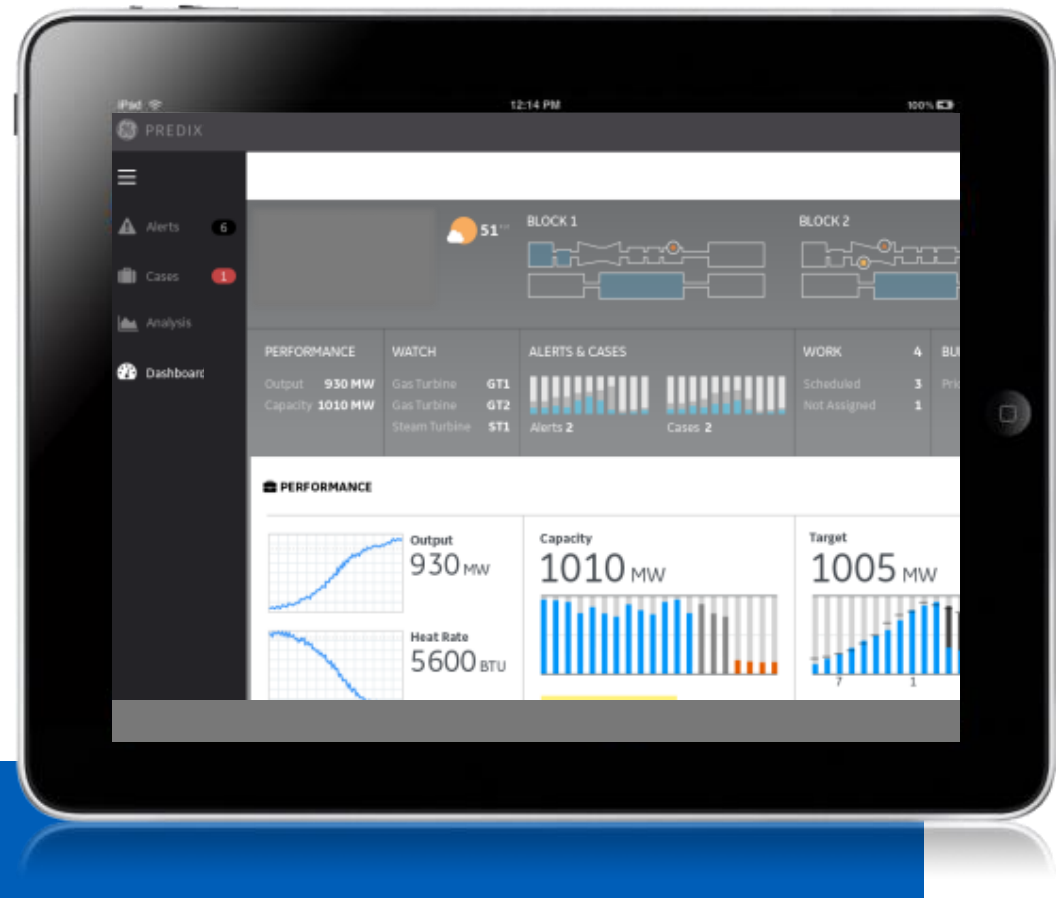 iPad 12:14 PM 100%
PREDIX
Alerts 6
Cases 1
Analysis
Dashboard
51°
BLOCK 1
BLOCK 2
PERFORMANCE
Output 930 MW
Capacity 1010 MW
WATCH
Gas Turbine GT1
Gas Turbine GT2
Steam Turbine ST1
ALERTS & CASES
Alerts 2
Cases 2
WORK 4
Scheduled 3
Not Assigned 1
PERFORMANCE
Output
930 MW
Heat Rate
5600 BTU
Capacity
1010 MW
Target
1005 MW
7 1